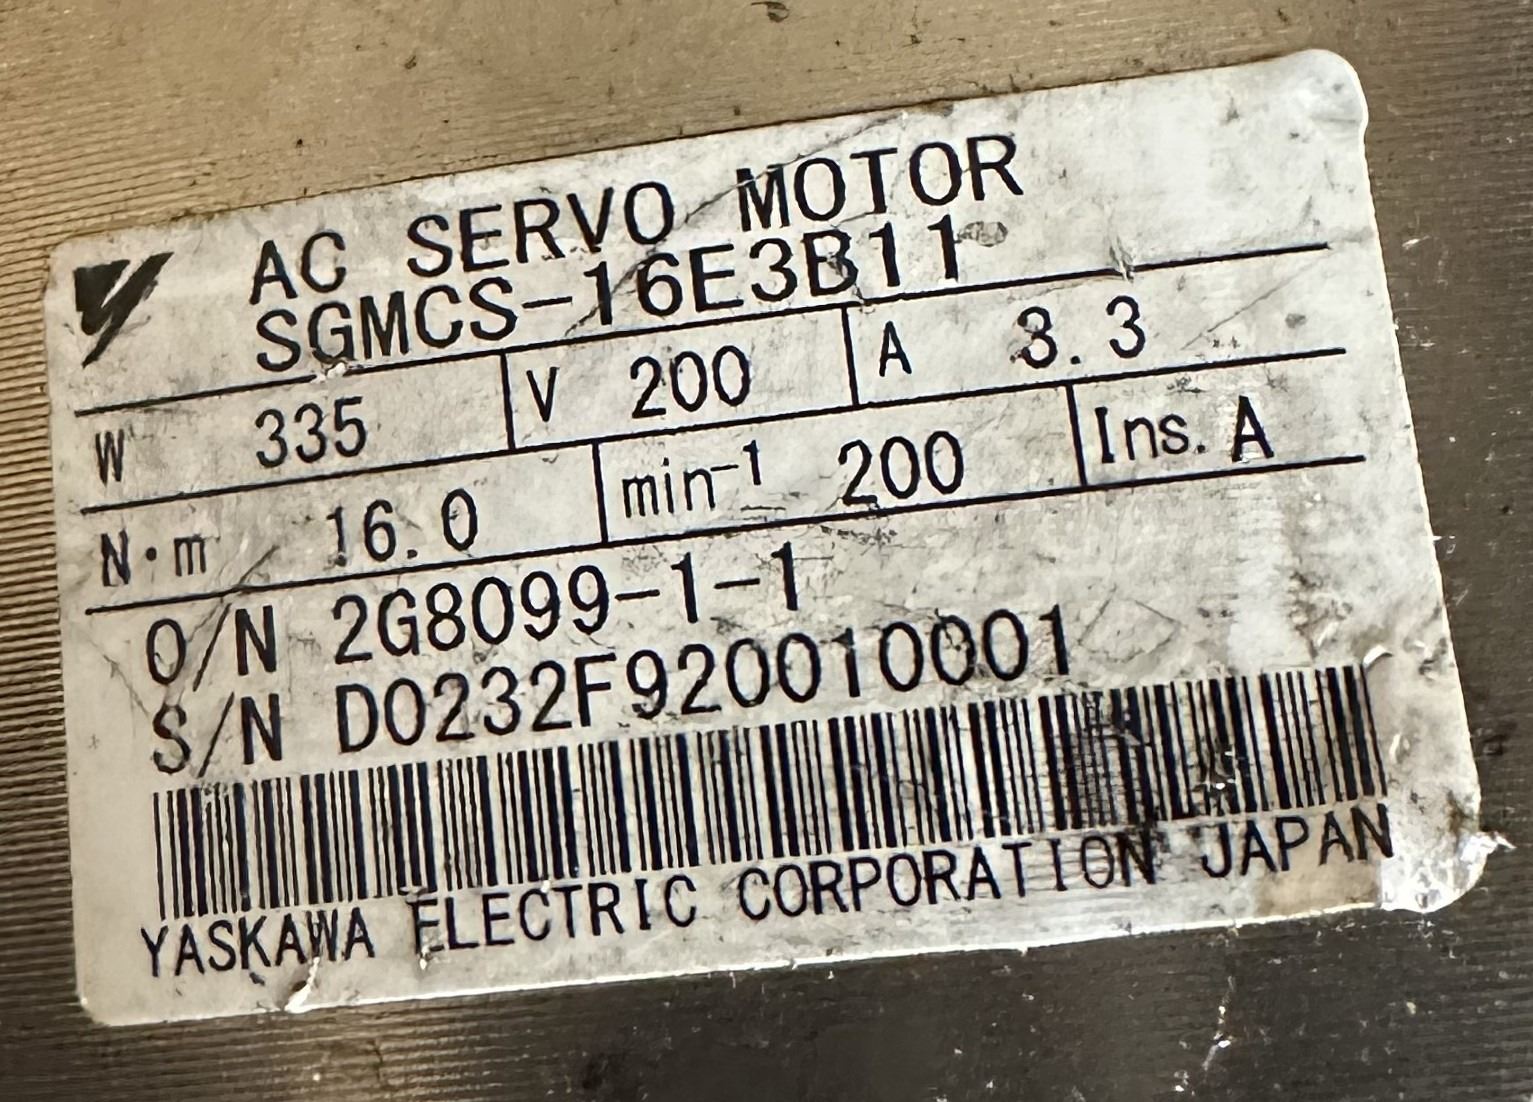 AC SERVO MOTOR
SGMCS-16E3B11
W 335 V 200 A 3.3
N·m 16.0 min⁻¹ 200 Ins. A
O/N 2G8099-1-1
S/N D0232F920010001
YASKAWA ELECTRIC CORPORATION JAPAN